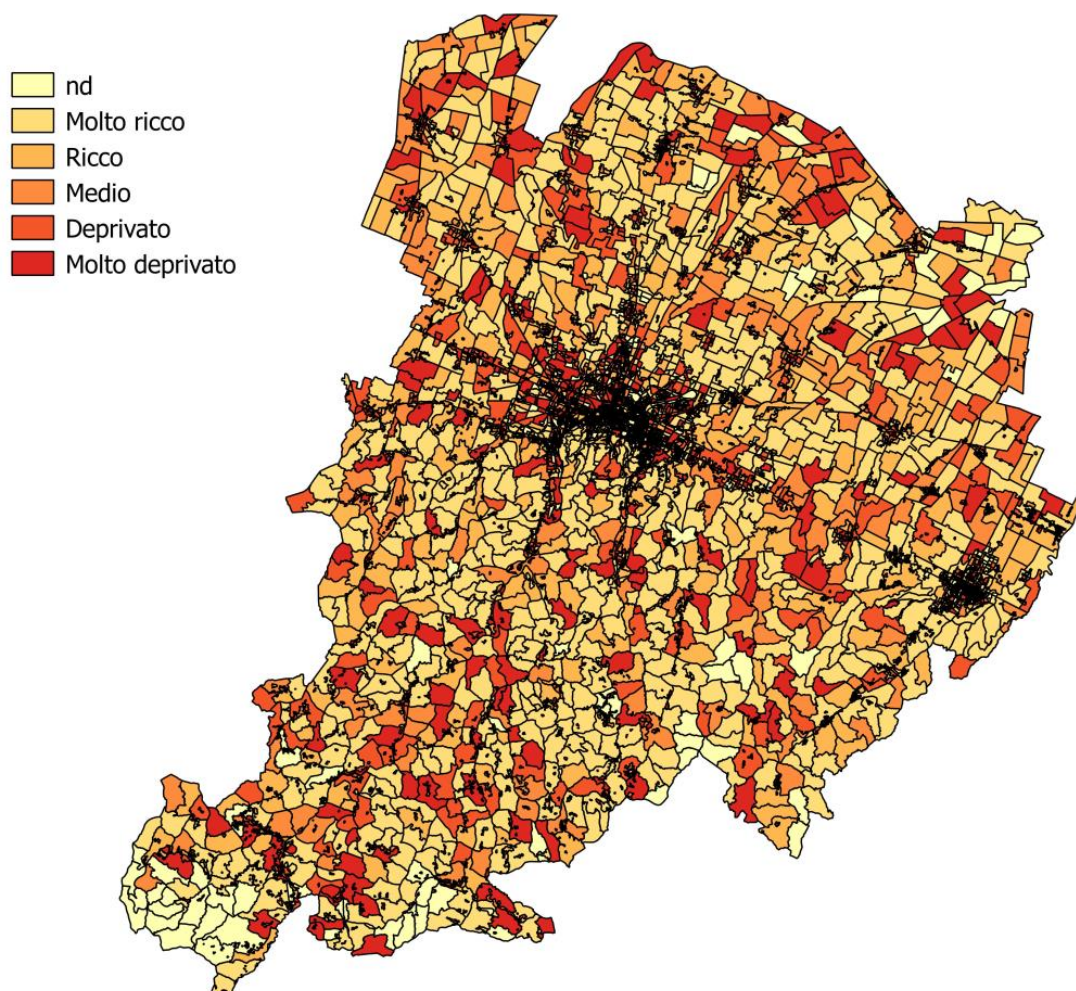 nd
Molto ricco
Ricco
Medio
Deprivato
Molto deprivato